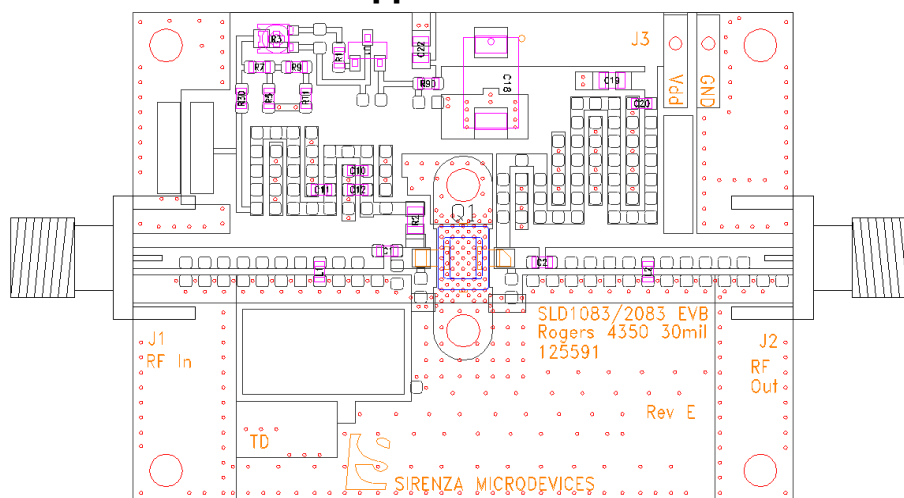 J3
R3
R1
C22
R7
R9
R90
C18
C19
Vdd
GND
R30
R5
R10
C20
C10
C11
C12
R2
Q1
C1
C2
L1
L2
SLD1083/2083 EVB
Rogers 4350 30mil
125591
J1
RF In
J2
RF
Out
Rev E
TD
SIRENZA MICRODEVICES